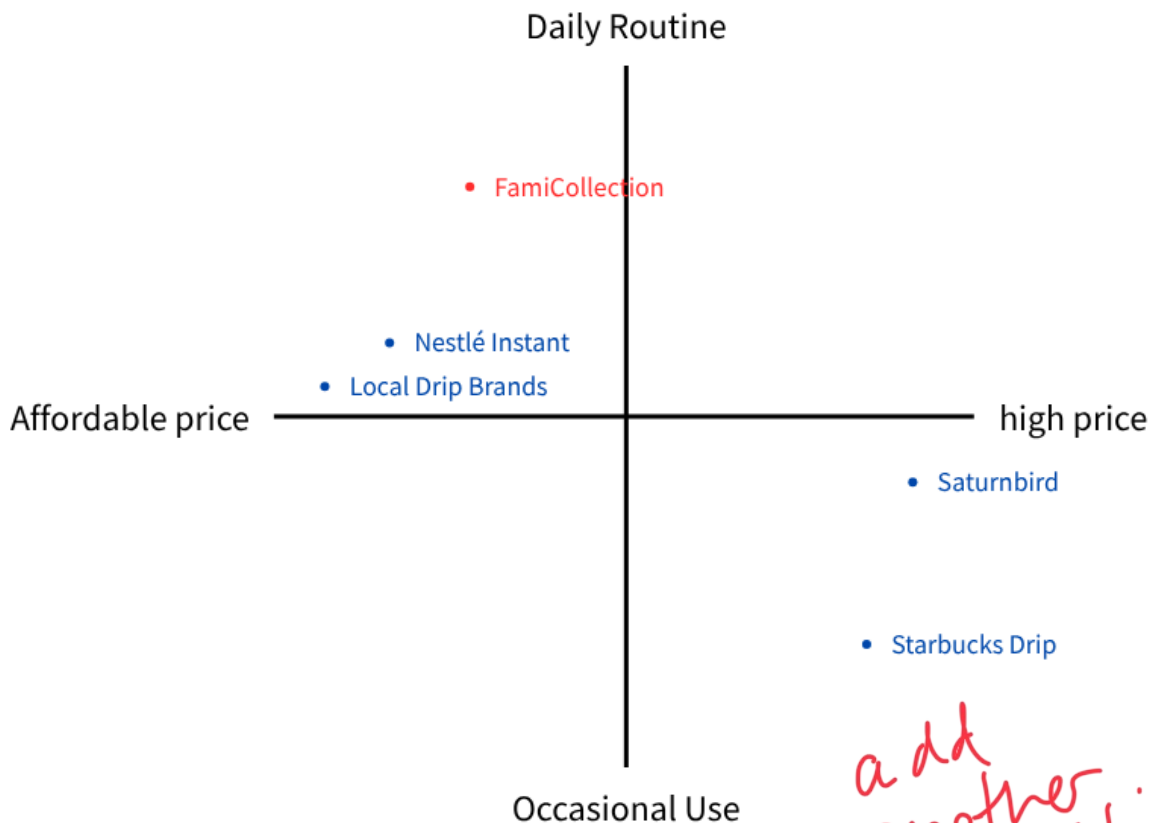 Daily Routine
FamiCollection
Nestlé Instant
Local Drip Brands
Affordable price
high price
Saturnbird
Starbucks Drip
add
Occasional Use